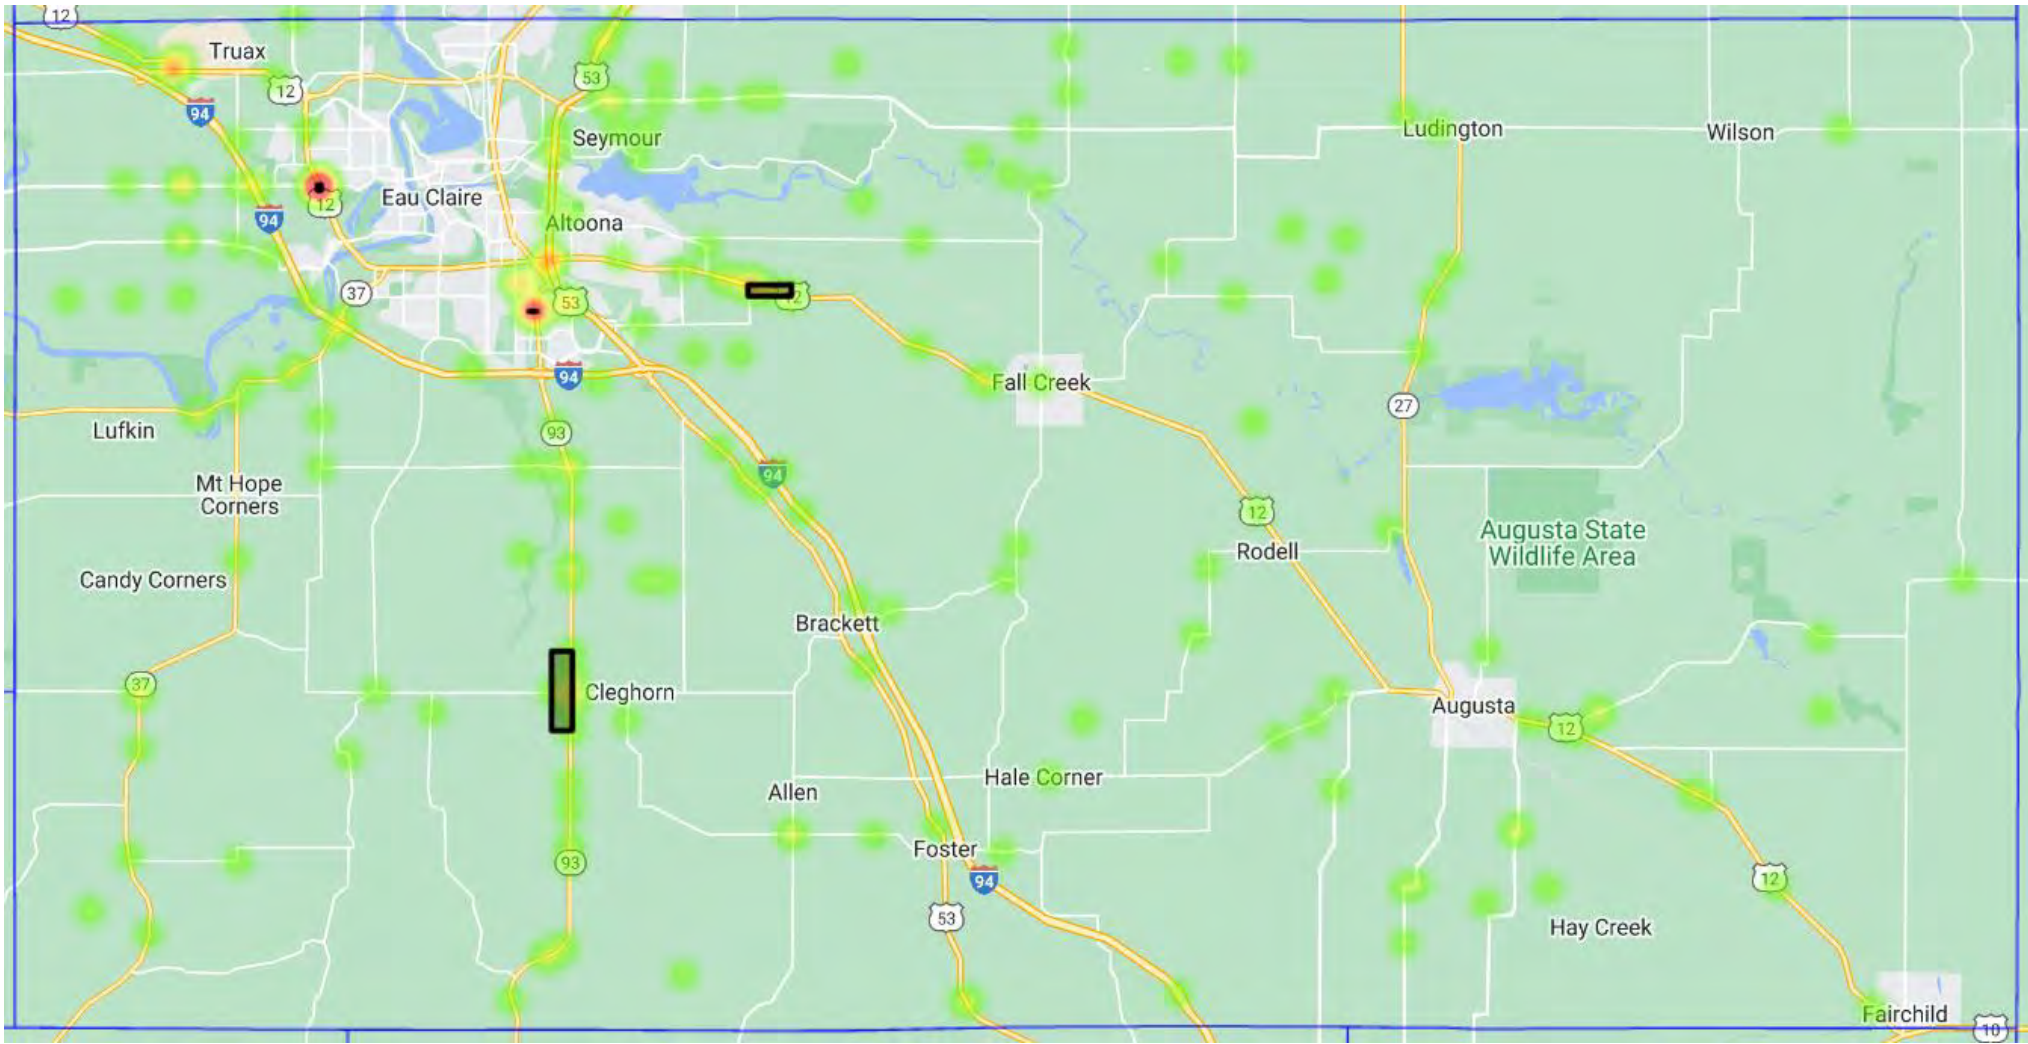 12
Truax
12
53
94
Seymour
Ludington
Wilson
Eau Claire
12
94
Altoona
37
53
12
94
Fall Creek
27
Lufkin
93
94
Mt Hope
Corners
12
Augusta State
Wildlife Area
Rodell
Candy Corners
Brackett
37
Cleghorn
Augusta
12
Hale Corner
Allen
Foster
93
94
12
53
Hay Creek
Fairchild
10